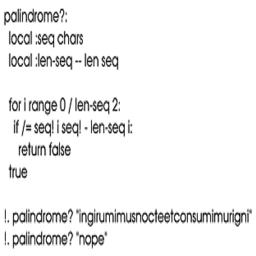 palindrome?:
local :seq chars
local :len-seq -- len seq
for i range 0 / len-seq 2:
if /= seq! i seq! - len-seq i:
return false
true
!. palindrome? "ingirumimusnocteetconsumimurigni"
!. palindrome? "nope"